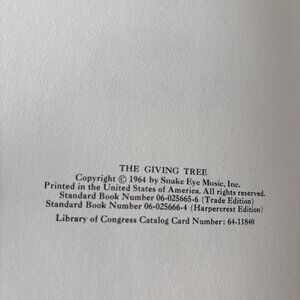 THE GIVING TREE
Copyright © 1964 by Snake Eye Music, Inc.
Printed in the United States of America. All rights reserved.
Standard Book Number 06-025665-6 (Trade Edition)
Standard Book Number 06-025666-4 (Harpercrest Edition)
Library of Congress Catalog Card Number: 64-11840